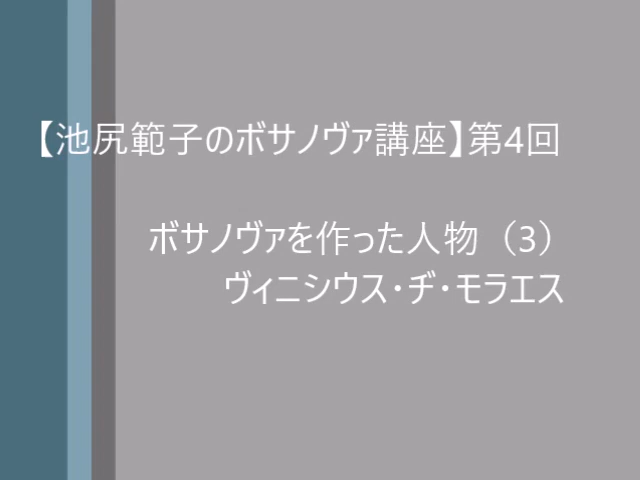 【池尻範子のボサノヴァ講座】第4回
ボサノヴァを作った人物（3）
ヴィニシウス・ヂ・モラエス